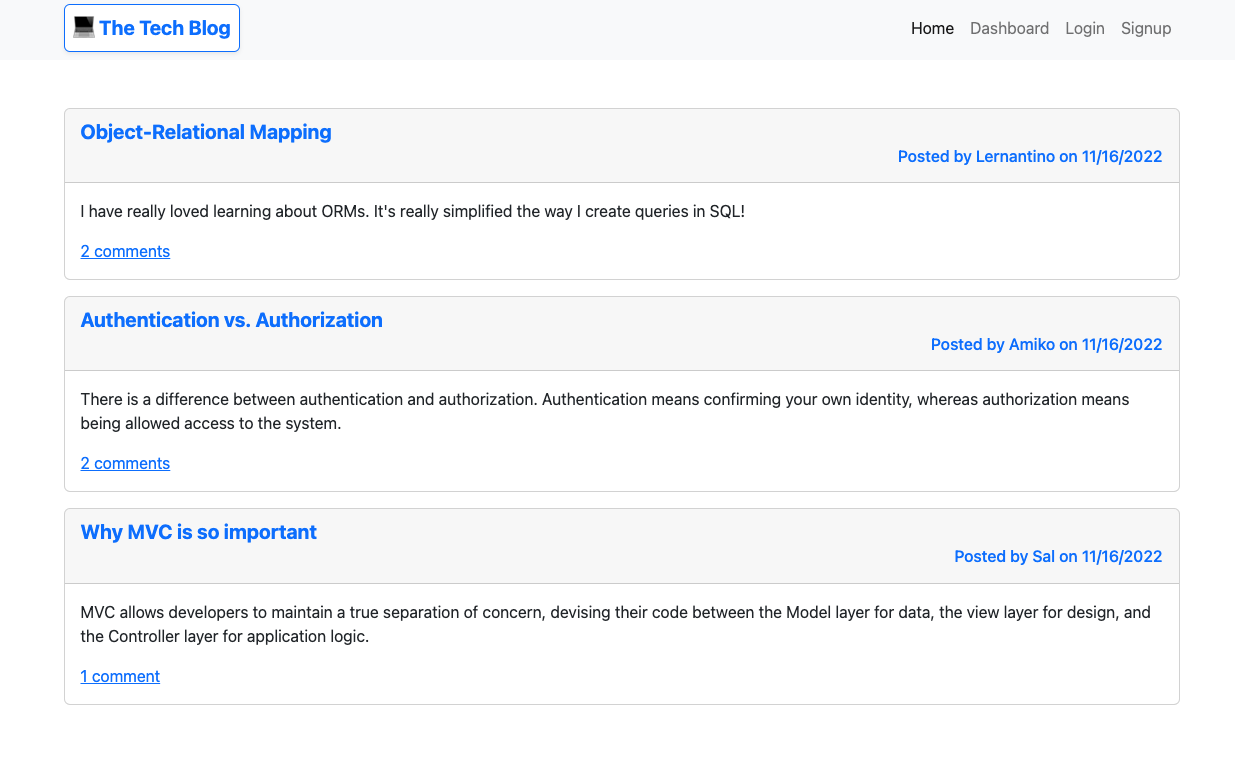 The Tech Blog
Home Dashboard Login Signup
Object-Relational Mapping
Posted by Lernantino on 11/16/2022
I have really loved learning about ORMs. It's really simplified the way I create queries in SQL!
2 comments
Authentication vs. Authorization
Posted by Amiko on 11/16/2022
There is a difference between authentication and authorization. Authentication means confirming your own identity, whereas authorization means
being allowed access to the system.
2 comments
Why MVC is so important
Posted by Sal on 11/16/2022
MVC allows developers to maintain a true separation of concern, devising their code between the Model layer for data, the view layer for design, and
the Controller layer for application logic.
1 comment